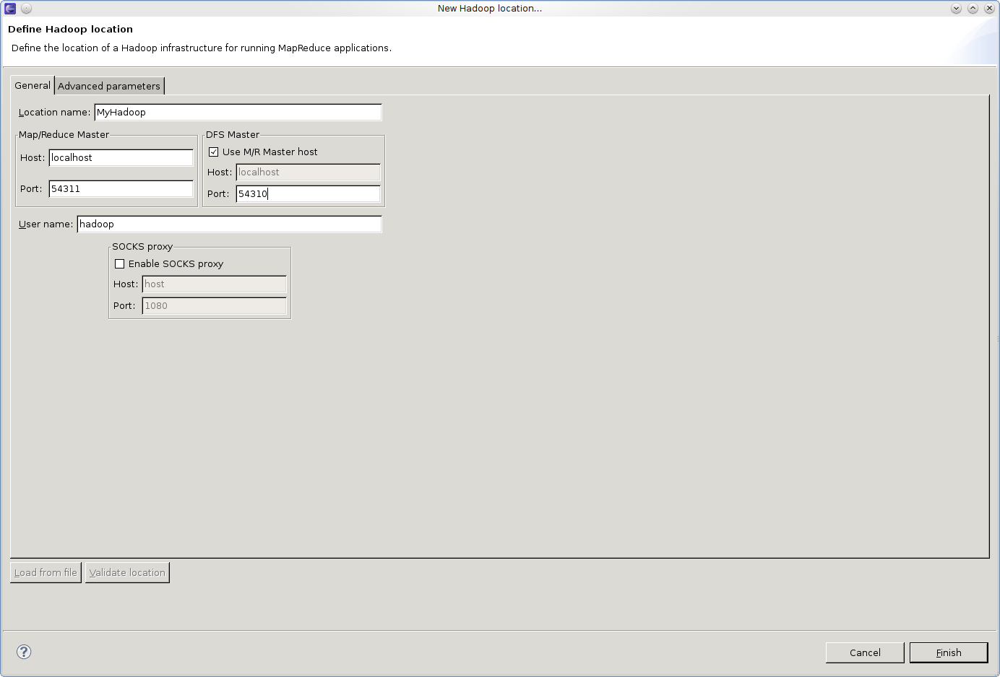 New Hadoop location...
Define Hadoop location
Define the location of a Hadoop infrastructure for running MapReduce applications.
General Advanced parameters
Location name: MyHadoop
Map/Reduce Master
Host: localhost
Port: 54311
DFS Master
Use M/R Master host
Host: localhost
Port: 54310
User name: hadoop
SOCKS proxy
Enable SOCKS proxy
Host: host
Port: 1080
Load from file Validate location
? Cancel Finish